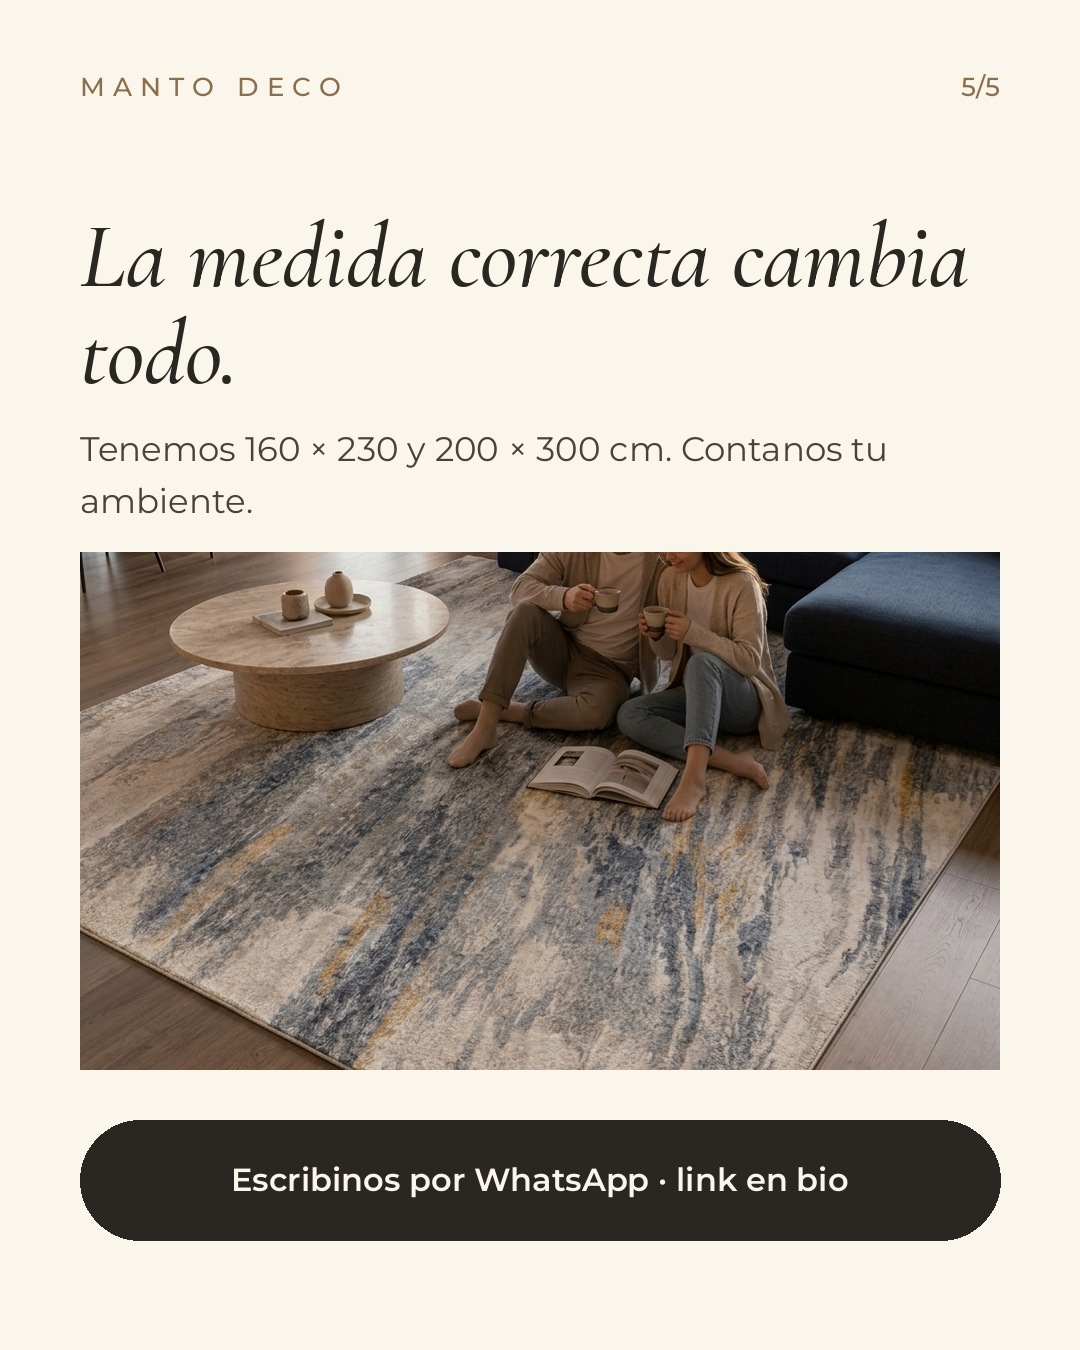 MANTO DECO
5/5
La medida correcta cambia
todo.
Tenemos 160 × 230 y 200 × 300 cm. Contanos tu
ambiente.
Escribinos por WhatsApp · link en bio